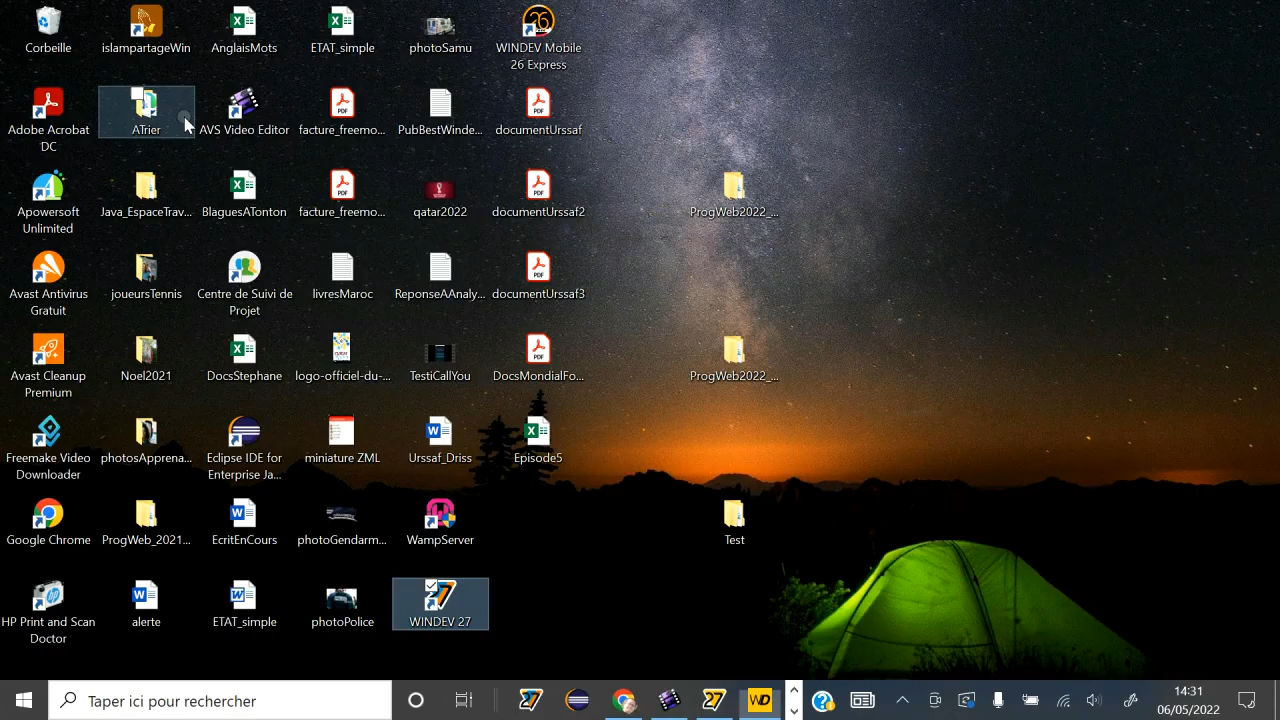 Corbeille
islampartageWin
AnglaisMots
ETAT_simple
photoSamu
WINDEV Mobile
26 Express
Adobe Acrobat
DC
ATrier
AVS Video Editor
facture_freemo...
PubBestWinde...
documentUrssaf
Apowersoft
Unlimited
Java_EspaceTrav...
BlaguesATonton
facture_freemo...
qatar2022
documentUrssaf2
ProgWeb2022_...
Avast Antivirus
Gratuit
joueursTennis
Centre de Suivi de
Projet
livresMaroc
ReponseAAnaly...
documentUrssaf3
Avast Cleanup
Premium
Noel2021
DocsStephane
logo-officiel-du-...
TestiCallYou
DocsMondialFo...
ProgWeb2022_...
Freemake Video
Downloader
photosApprena...
Eclipse IDE for
Enterprise Ja...
miniature ZML
Urssaf_Driss
Episode5
Google Chrome
ProgWeb_2021...
EcritEnCours
photoGendarm...
WampServer
Test
HP Print and Scan
Doctor
alerte
ETAT_simple
photoPolice
WINDEV 27
Taper ici pour rechercher
14:31
06/05/2022